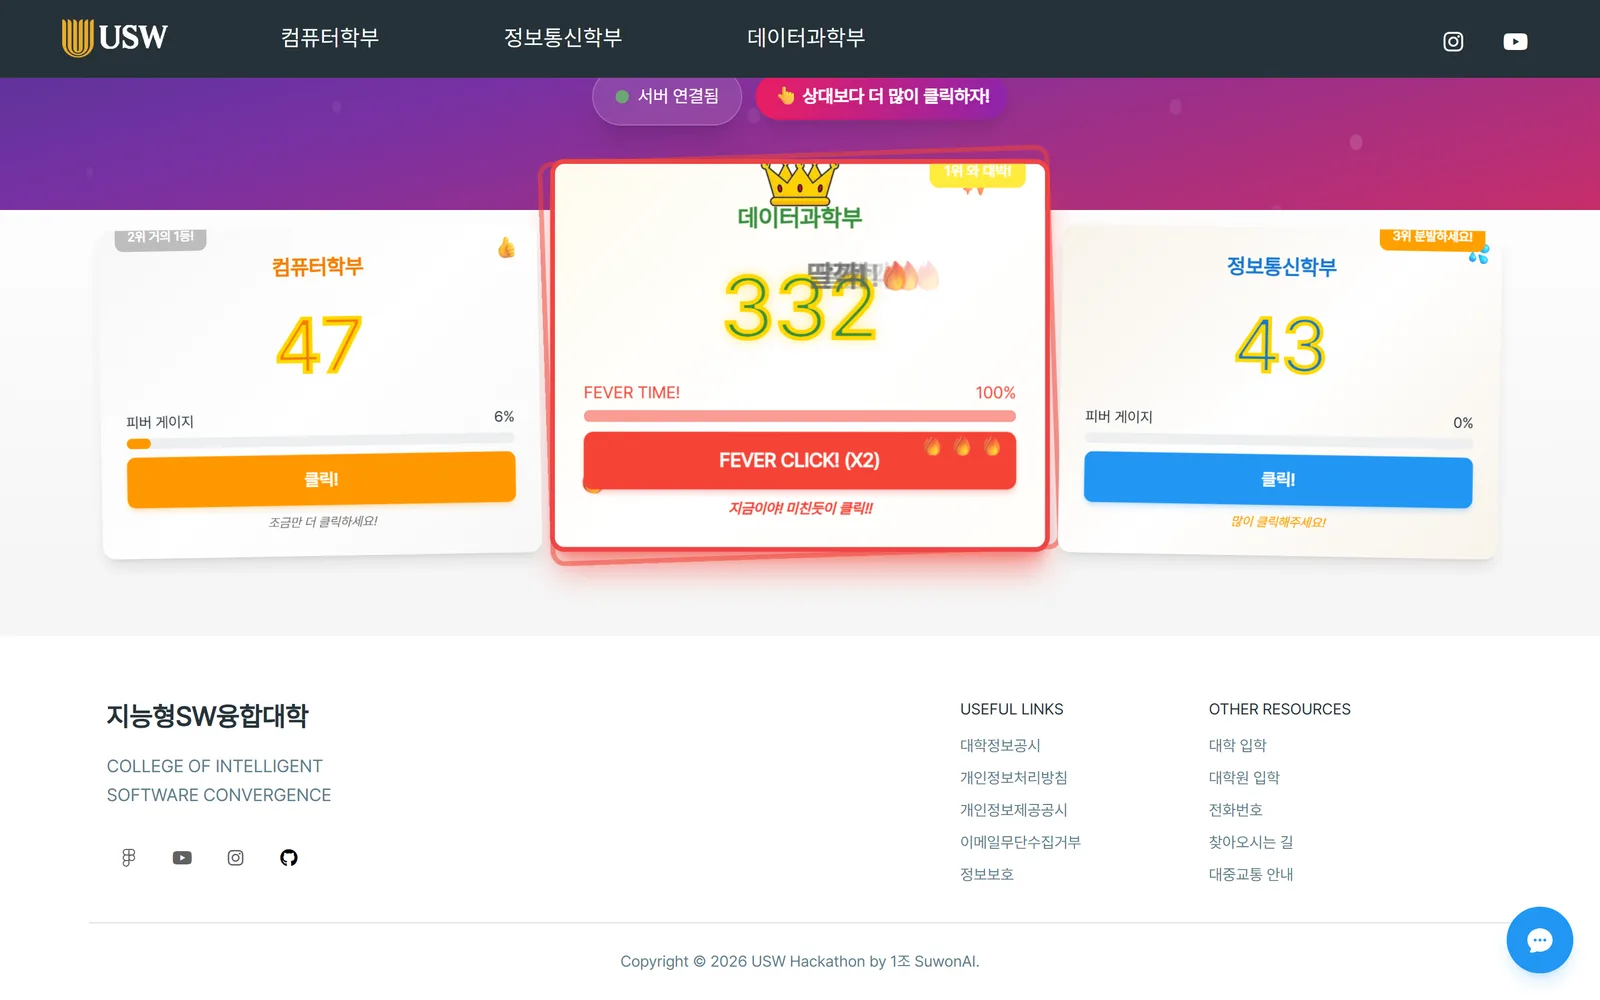 USW
컴퓨터학부
정보통신학부
데이터과학부
서버 연결됨
상대보다 더 많이 클릭하자!
2위 거의 1등!
컴퓨터학부
47
피버 게이지
6%
클릭!
조금만 더 클릭하세요!
1위 와 대박!
데이터과학부
332
FEVER TIME!
100%
FEVER CLICK! (X2)
지금이야! 미친듯이 클릭!!
3위 분발하세요!
정보통신학부
43
피버 게이지
0%
클릭!
많이 클릭해주세요!
지능형SW융합대학
COLLEGE OF INTELLIGENT
SOFTWARE CONVERGENCE
USEFUL LINKS
대학정보공시
개인정보처리방침
개인정보제공공시
이메일무단수집거부
정보보호
OTHER RESOURCES
대학 입학
대학원 입학
전화번호
찾아오시는 길
대중교통 안내
Copyright © 2026 USW Hackathon by 1조 SuwonAI.